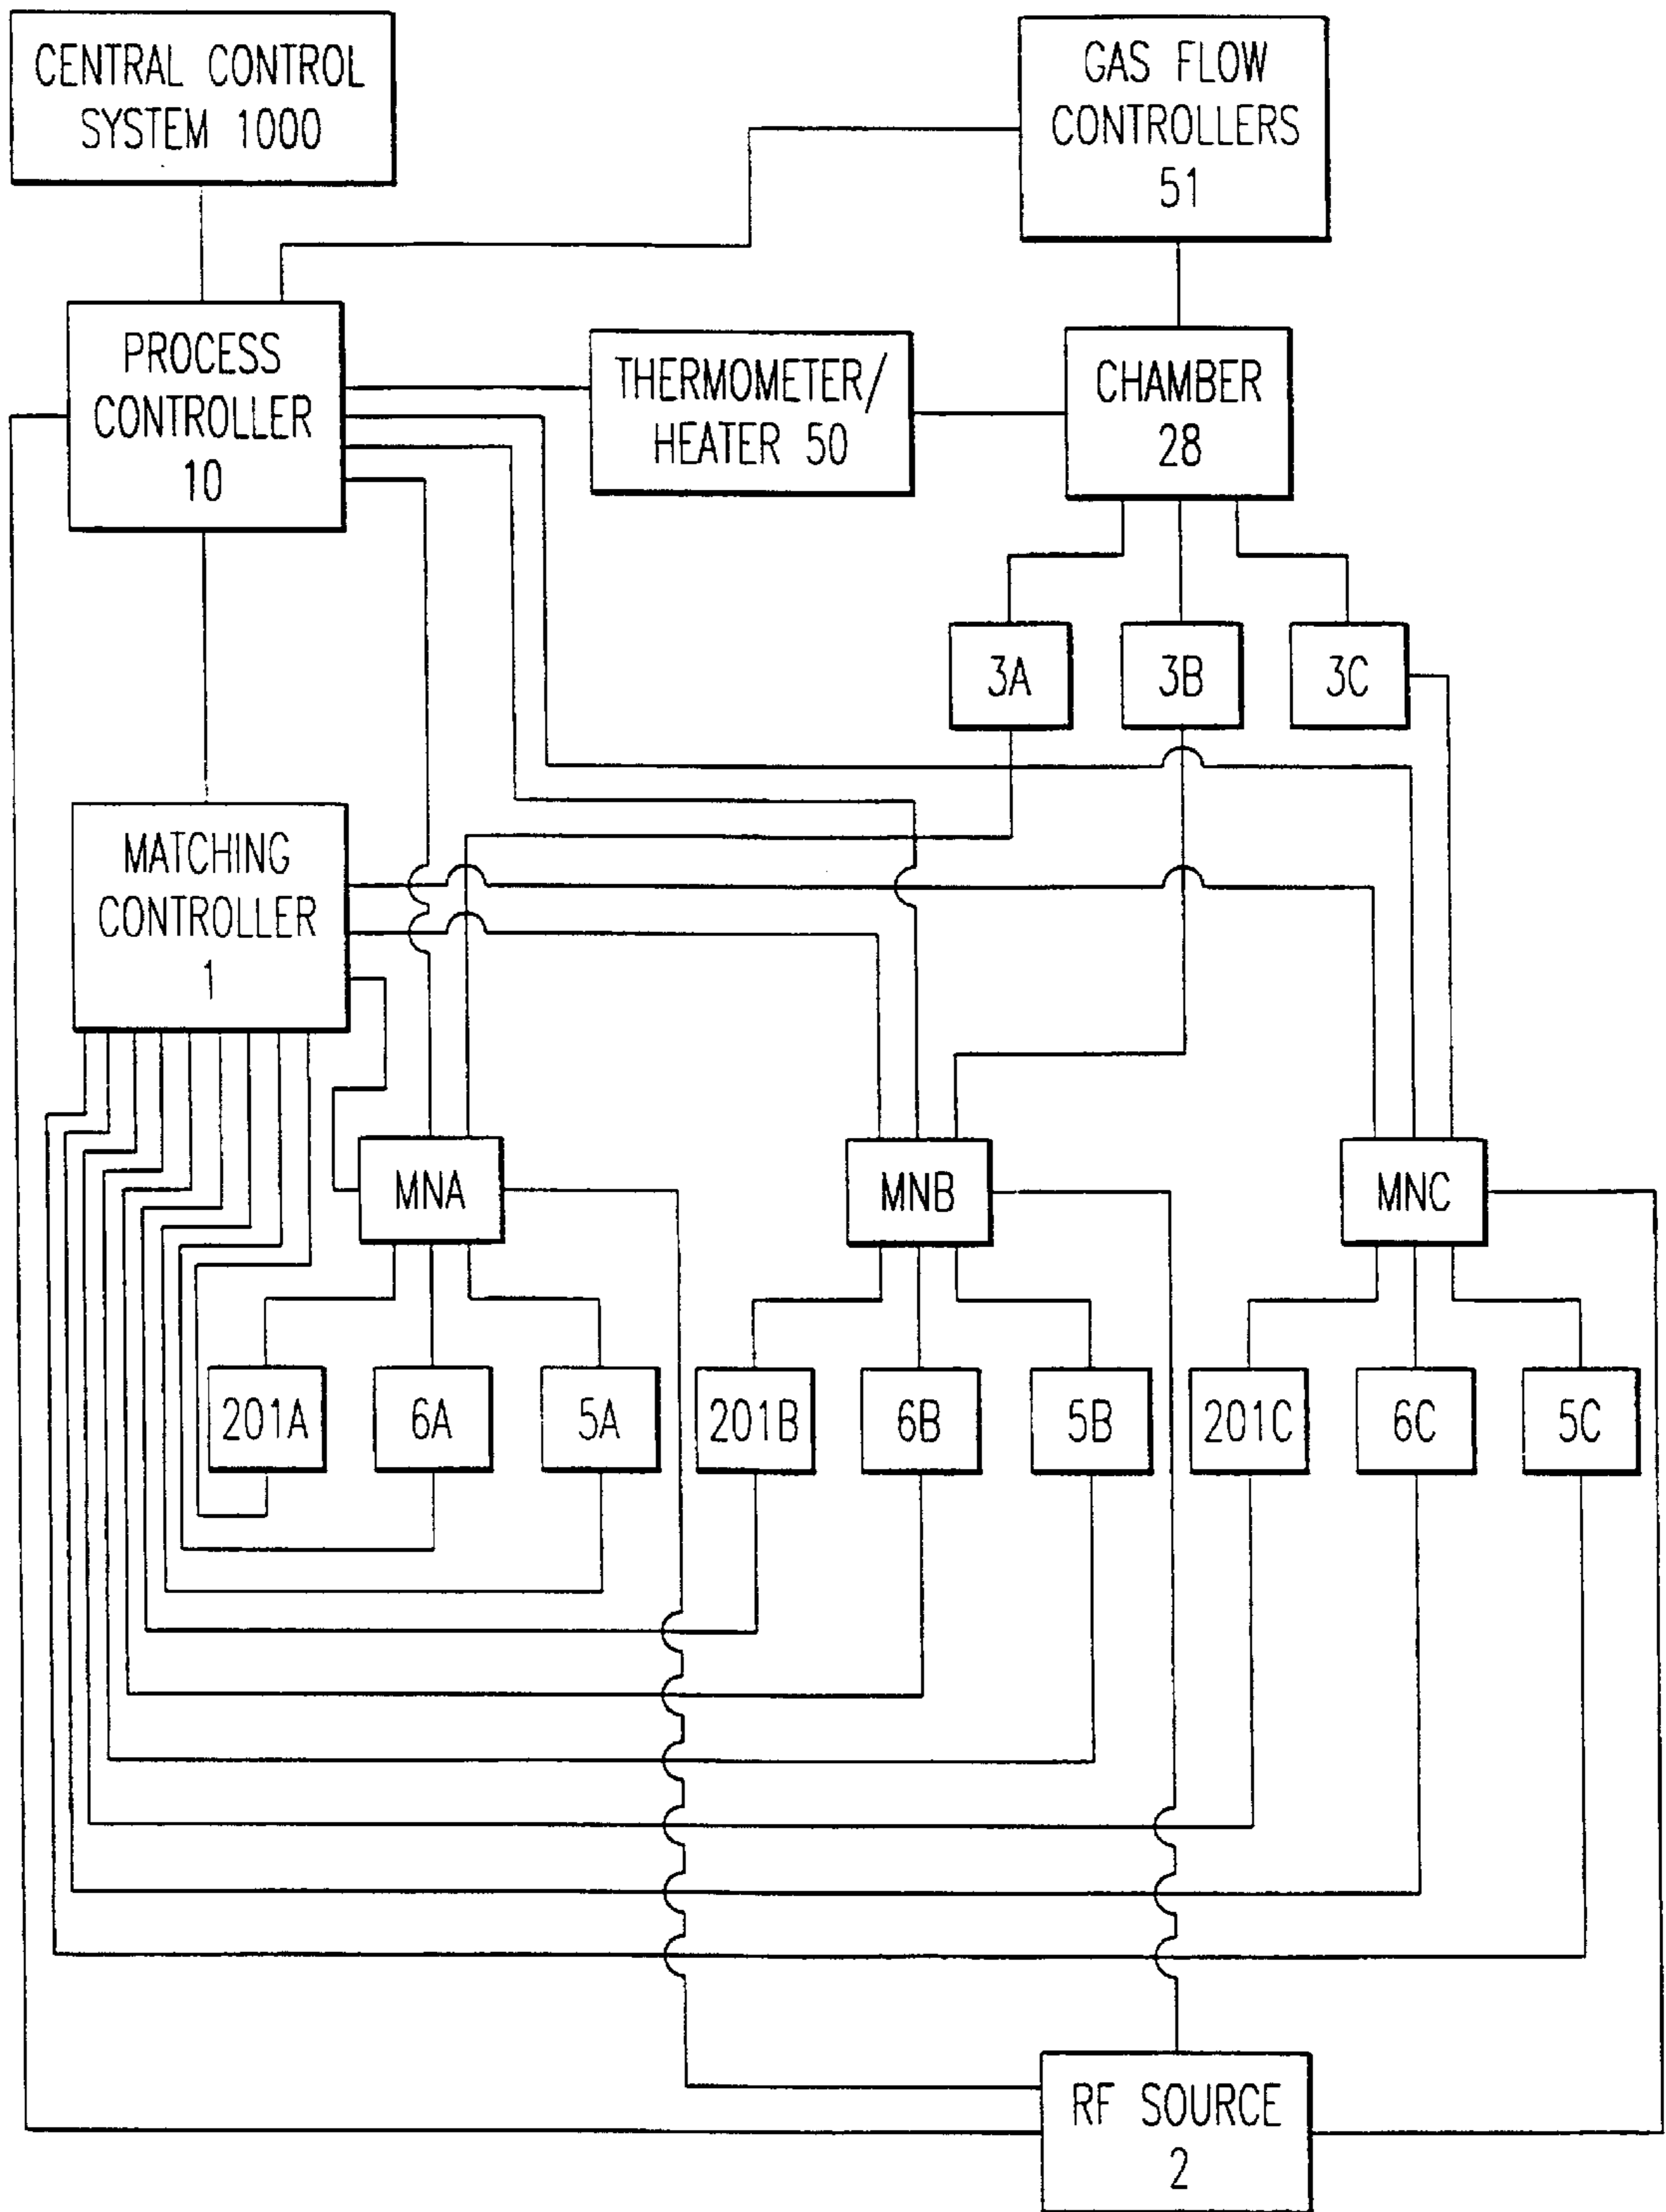 CENTRAL CONTROL
SYSTEM 1000
GAS FLOW
CONTROLLERS
51
PROCESS
CONTROLLER
10
THERMOMETER/
HEATER 50
CHAMBER
28
3A
3B
3C
MATCHING
CONTROLLER
1
MNA
MNB
MNC
201A
6A
5A
201B
6B
5B
201C
6C
5C
RF SOURCE
2